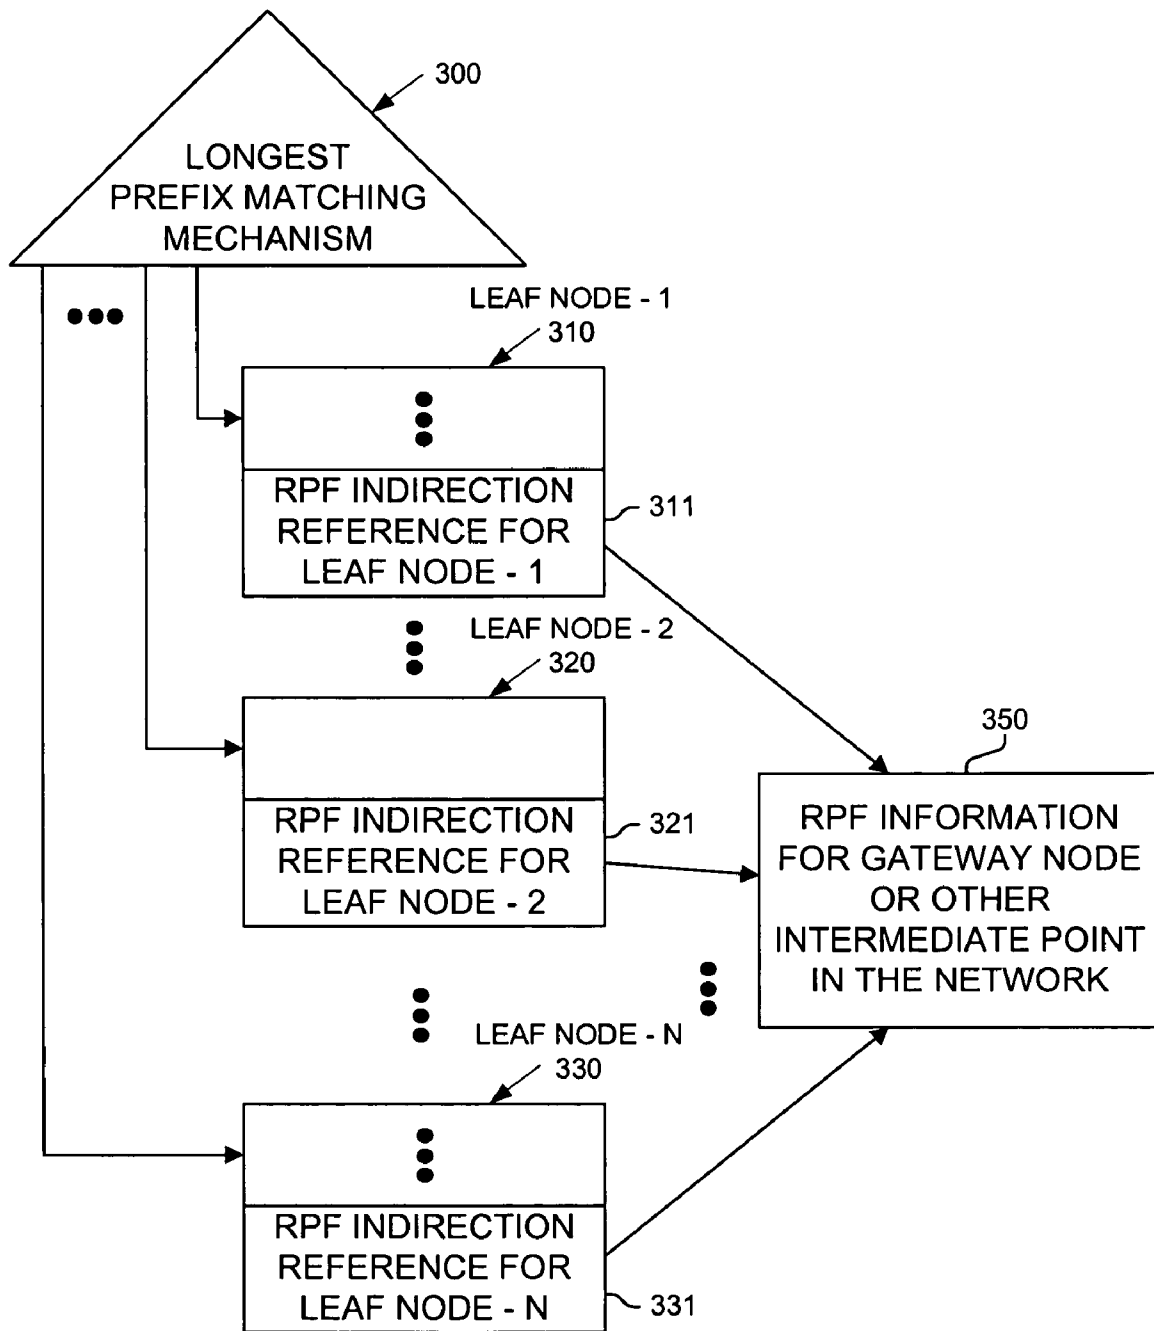 300
LONGEST
PREFIX MATCHING
MECHANISM
LEAF NODE - 1
310
RPF INDIRECTION
REFERENCE FOR
LEAF NODE - 1
311
LEAF NODE - 2
320
RPF INDIRECTION
REFERENCE FOR
LEAF NODE - 2
321
350
RPF INFORMATION
FOR GATEWAY NODE
OR OTHER
INTERMEDIATE POINT
IN THE NETWORK
LEAF NODE - N
330
RPF INDIRECTION
REFERENCE FOR
LEAF NODE - N
331